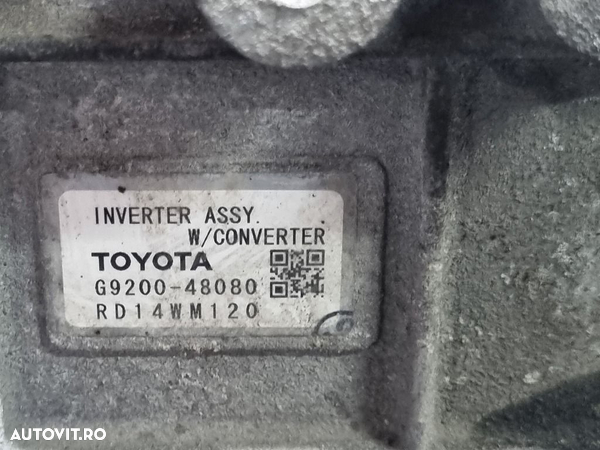 INVERTER ASSY.
W/CONVERTER
TOYOTA
G9200-48080
RD14WM120
AUTOVIT.RO